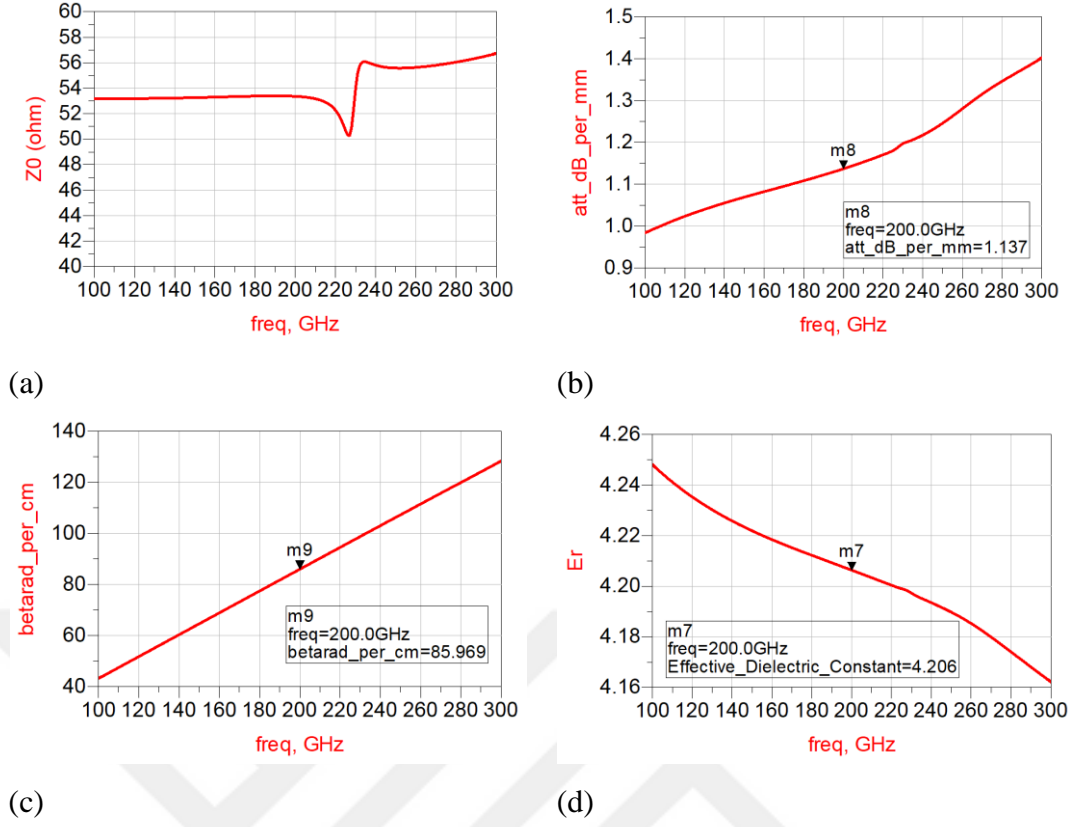 60
58
56
54
52
50
48
46
44
42
40
Z0 (ohm)
100 120 140 160 180 200 220 240 260 280 300
freq, GHz
(a)
1.5
1.4
1.3
1.2
1.1
1.0
0.9
att_dB_per_mm
m8
m8
freq=200.0GHz
att_dB_per_mm=1.137
100 120 140 160 180 200 220 240 260 280 300
freq, GHz
(b)
140
120
100
80
60
40
betarad_per_cm
m9
m9
freq=200.0GHz
betarad_per_cm=85.969
100 120 140 160 180 200 220 240 260 280 300
freq, GHz
(c)
4.26
4.24
4.22
4.20
4.18
4.16
Er
m7
m7
freq=200.0GHz
Effective_Dielectric_Constant=4.206
100 120 140 160 180 200 220 240 260 280 300
freq, GHz
(d)